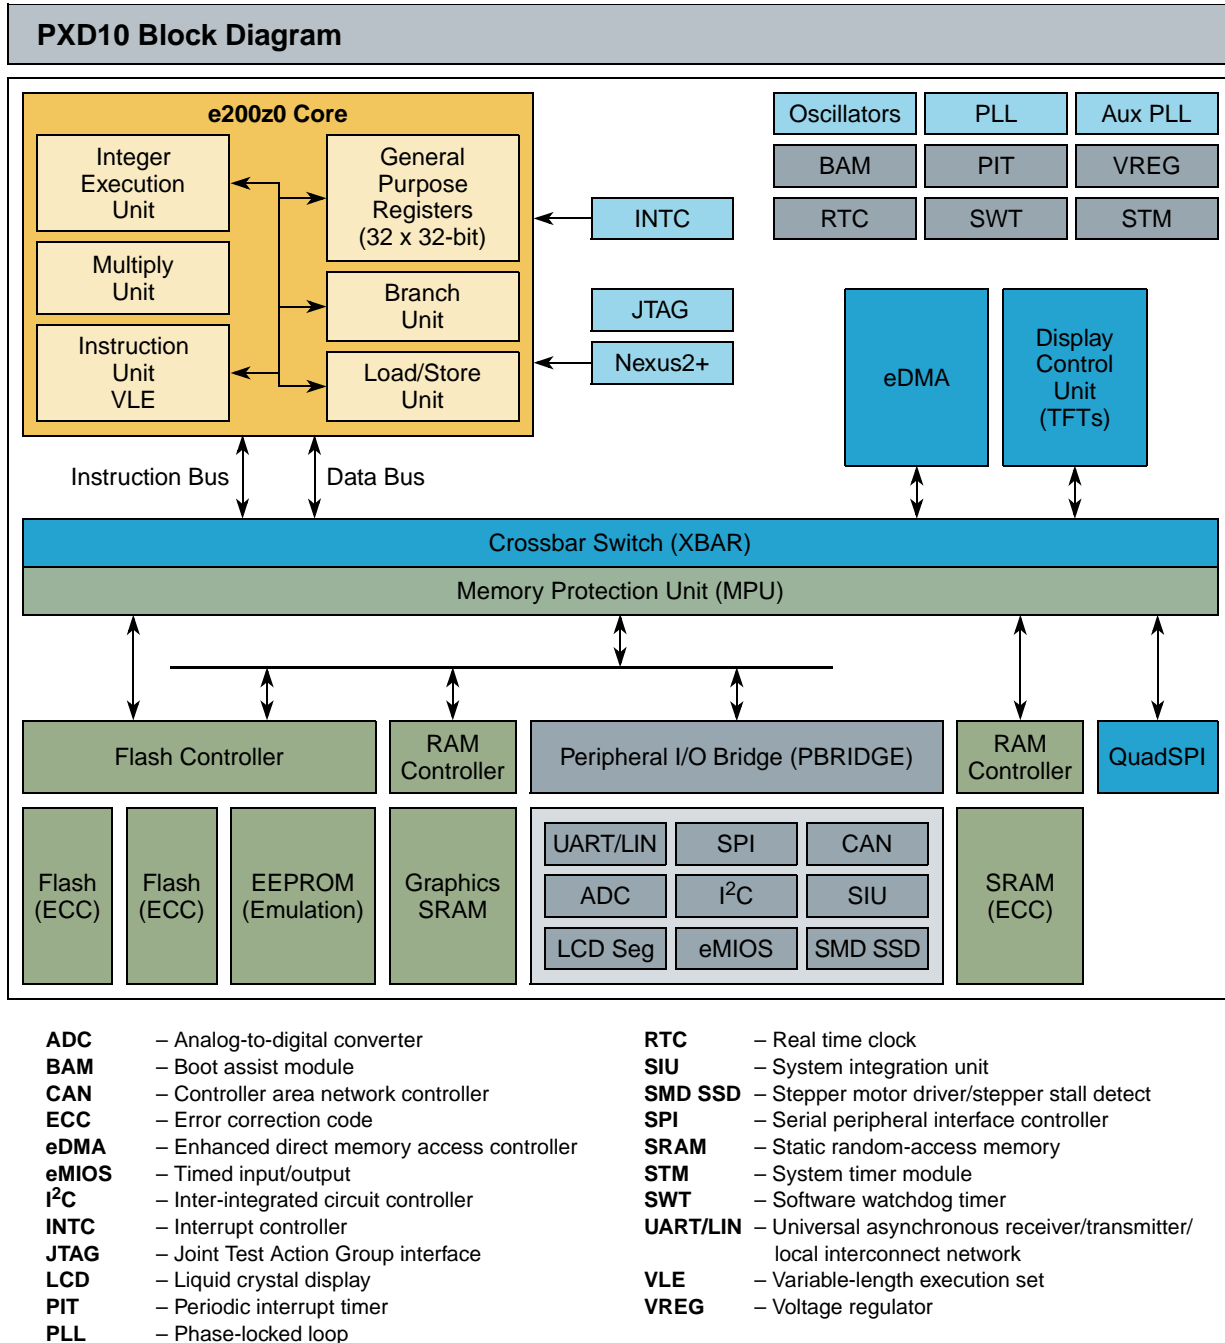 PXD10 Block Diagram
e200z0 Core
Integer
Execution
Unit
General
Purpose
Registers
(32 x 32-bit)
Multiply
Unit
Branch
Unit
Instruction
Unit
VLE
Load/Store
Unit
INTC
JTAG
Nexus2+
Oscillators
PLL
Aux PLL
BAM
PIT
VREG
RTC
SWT
STM
eDMA
Display
Control
Unit
(TFTs)
Instruction Bus
Data Bus
Crossbar Switch (XBAR)
Memory Protection Unit (MPU)
Flash Controller
RAM
Controller
Peripheral I/O Bridge (PBRIDGE)
RAM
Controller
QuadSPI
Flash
(ECC)
Flash
(ECC)
EEPROM
(Emulation)
Graphics
SRAM
UART/LIN
SPI
CAN
ADC
I²C
SIU
LCD Seg
eMIOS
SMD SSD
SRAM
(ECC)
ADC – Analog-to-digital converter
BAM – Boot assist module
CAN – Controller area network controller
ECC – Error correction code
eDMA – Enhanced direct memory access controller
eMIOS – Timed input/output
I²C – Inter-integrated circuit controller
INTC – Interrupt controller
JTAG – Joint Test Action Group interface
LCD – Liquid crystal display
PIT – Periodic interrupt timer
PLL – Phase-locked loop
RTC – Real time clock
SIU – System integration unit
SMD SSD – Stepper motor driver/stepper stall detect
SPI – Serial peripheral interface controller
SRAM – Static random-access memory
STM – System timer module
SWT – Software watchdog timer
UART/LIN – Universal asynchronous receiver/transmitter/
local interconnect network
VLE – Variable-length execution set
VREG – Voltage regulator